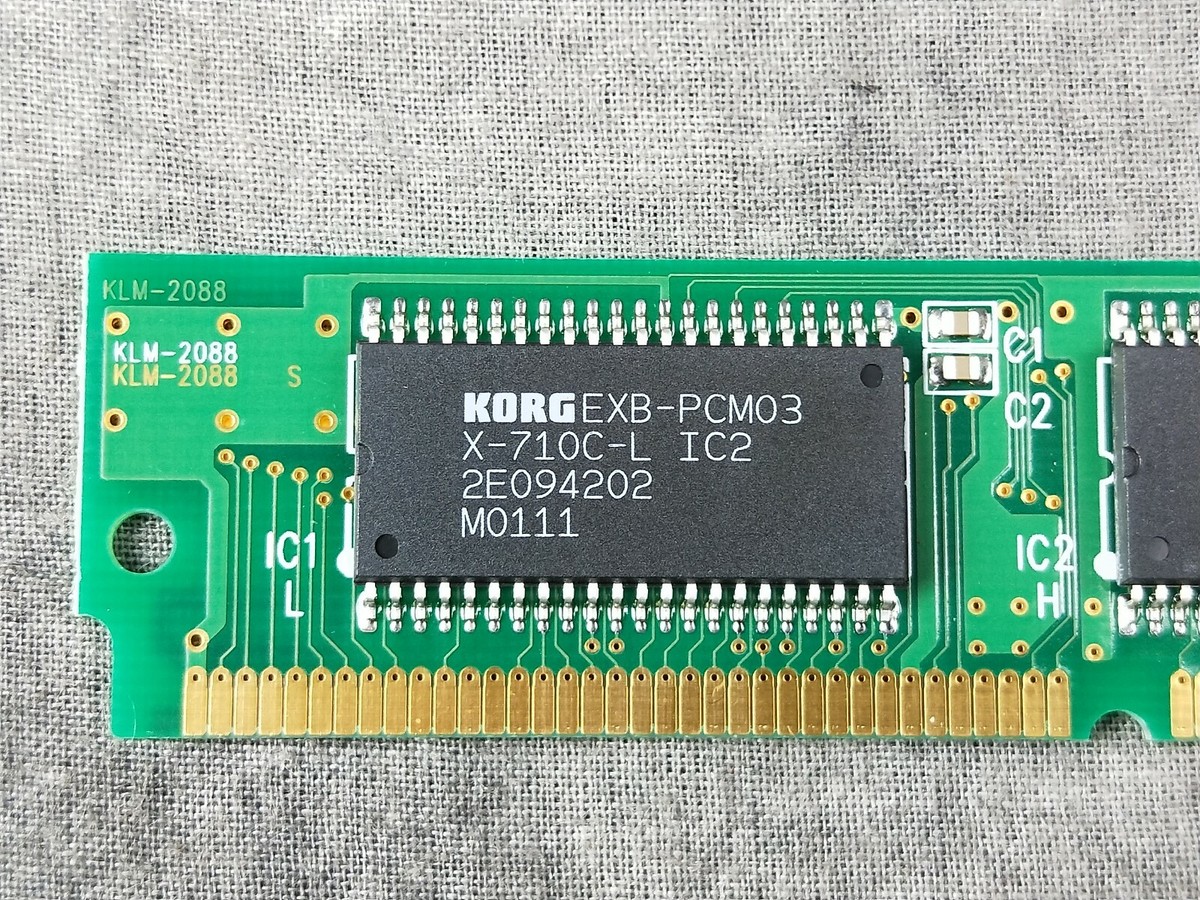 KLM-2088
KLM-2088
KLM-2088 S
KORG EXB-PCM03
X-710C-L IC2
2E094202
M0111
C1
C2
IC1
L
IC2
H